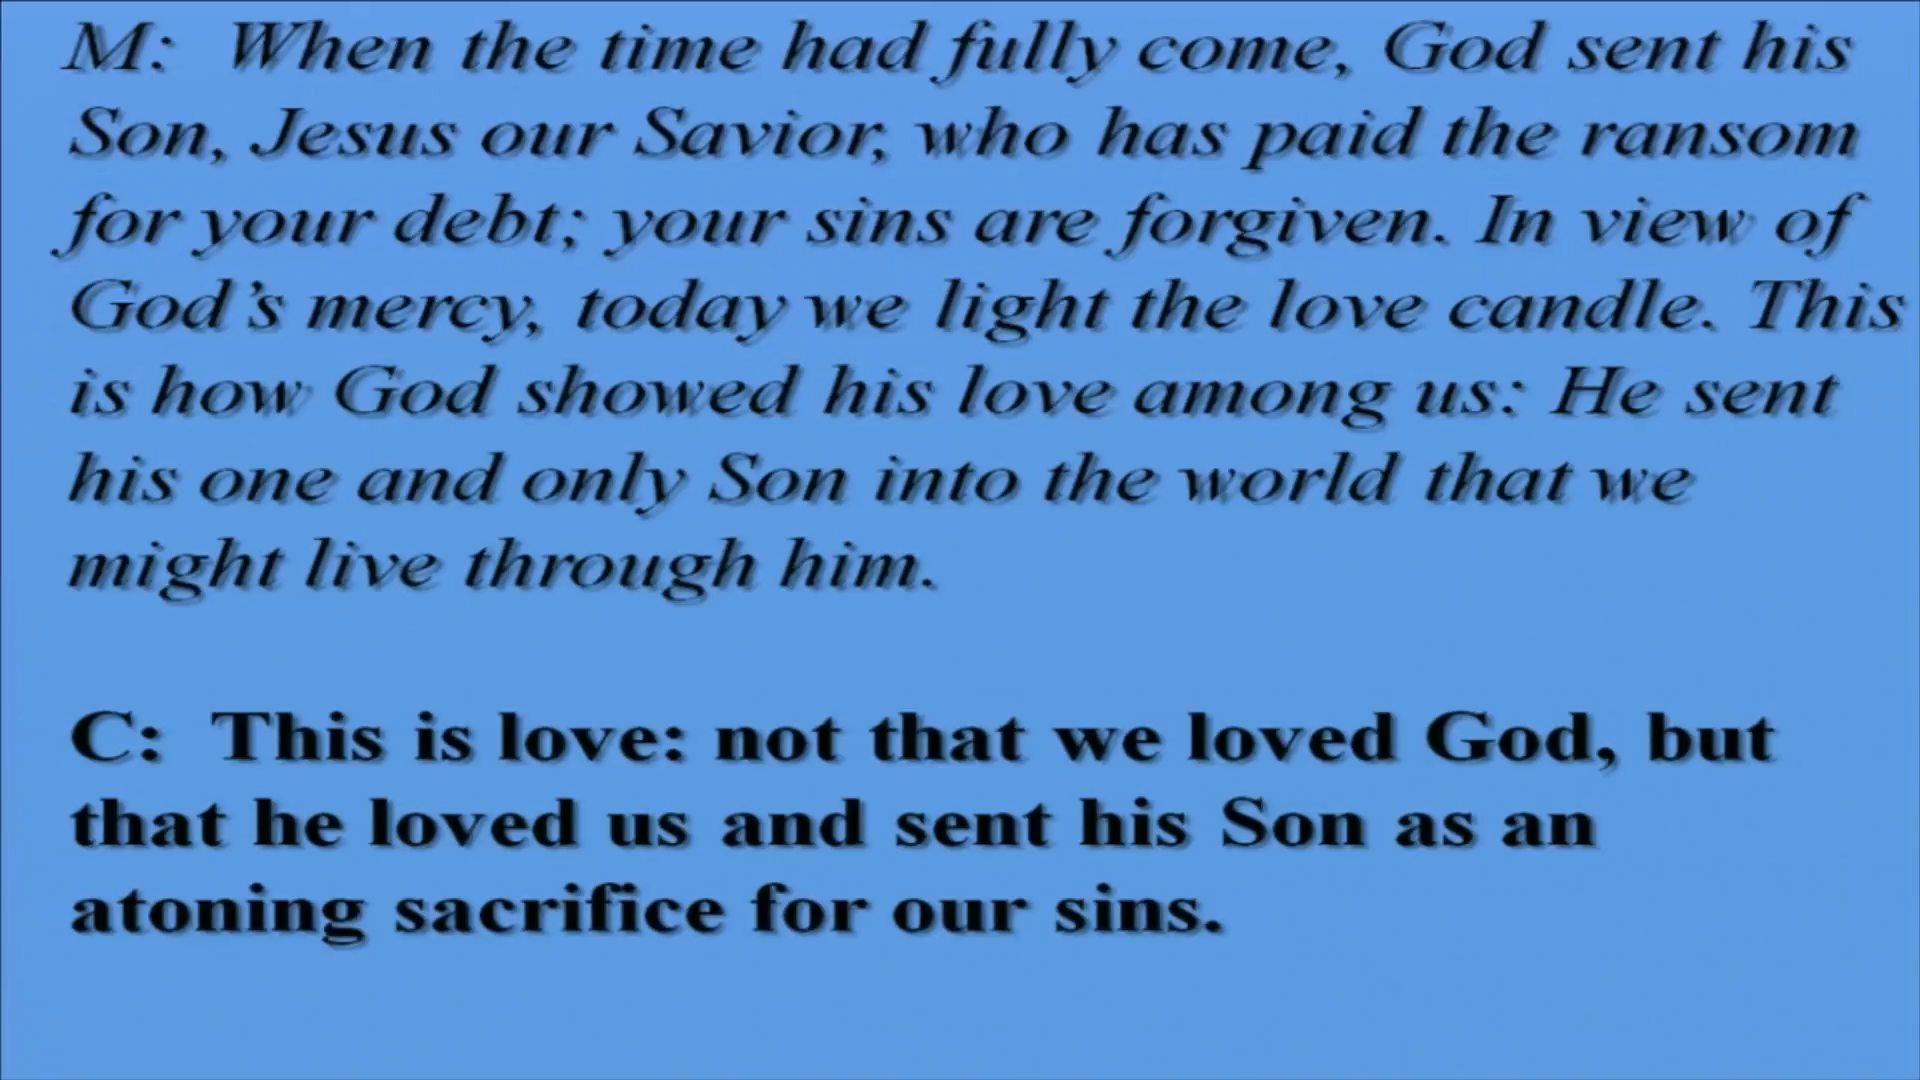 M:  When the time had fully come, God sent his
Son, Jesus our Savior, who has paid the ransom
for your debt; your sins are forgiven. In view of
God’s mercy, today we light the love candle. This
is how God showed his love among us: He sent
his one and only Son into the world that we
might live through him.
C:  This is love: not that we loved God, but
that he loved us and sent his Son as an
atoning sacrifice for our sins.